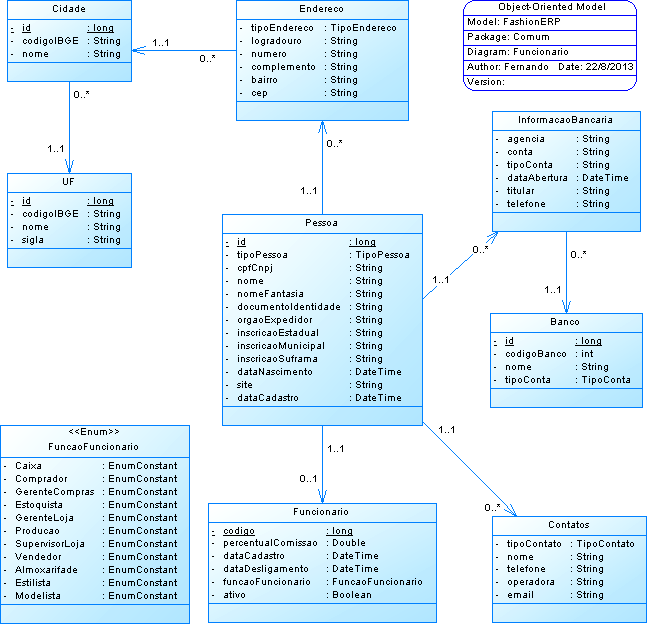 Object-Oriented Model
Model: FashionERP
Package: Comum
Diagram: Funcionario
Author: Fernando Date: 22/8/2013
Version:
Cidade
- id : long
- codigoIBGE : String
- nome : String
1..1
0..*
Endereco
- tipoEndereco : TipoEndereco
- logradouro : String
- numero : String
- complemento : String
- bairro : String
- cep : String
0..*
1..1
UF
- id : long
- codigoIBGE : String
- nome : String
- sigla : String
0..*
1..1
InformacaoBancaria
- agencia : String
- conta : String
- tipoConta : String
- dataAbertura : DateTime
- titular : String
- telefone : String
Pessoa
- id : long
- tipoPessoa : TipoPessoa
- cpfCnpj : String
- nome : String
- nomeFantasia : String
- documentoIdentidade : String
- orgaoExpedidor : String
- inscricaoEstadual : String
- inscricaoMunicipal : String
- inscricaoSuframa : String
- dataNascimento : DateTime
- site : String
- dataCadastro : DateTime
0..*
1..1
0..*
1..1
Banco
- id : long
- codigoBanco : int
- nome : String
- tipoConta : TipoConta
<<Enum>>
FuncaoFuncionario
- Caixa : EnumConstant
- Comprador : EnumConstant
- GerenteCompras : EnumConstant
- Estoquista : EnumConstant
- GerenteLoja : EnumConstant
- Producao : EnumConstant
- SupervisorLoja : EnumConstant
- Vendedor : EnumConstant
- Almoxarifade : EnumConstant
- Estilista : EnumConstant
- Modelista : EnumConstant
1..1
0..1
1..1
0..*
Funcionario
- codigo : long
- percentualComissao : Double
- dataCadastro : DateTime
- dataDesligamento : DateTime
- funcaoFuncionario : FuncaoFuncionario
- ativo : Boolean
Contatos
- tipoContato : TipoContato
- nome : String
- telefone : String
- operadora : String
- email : String